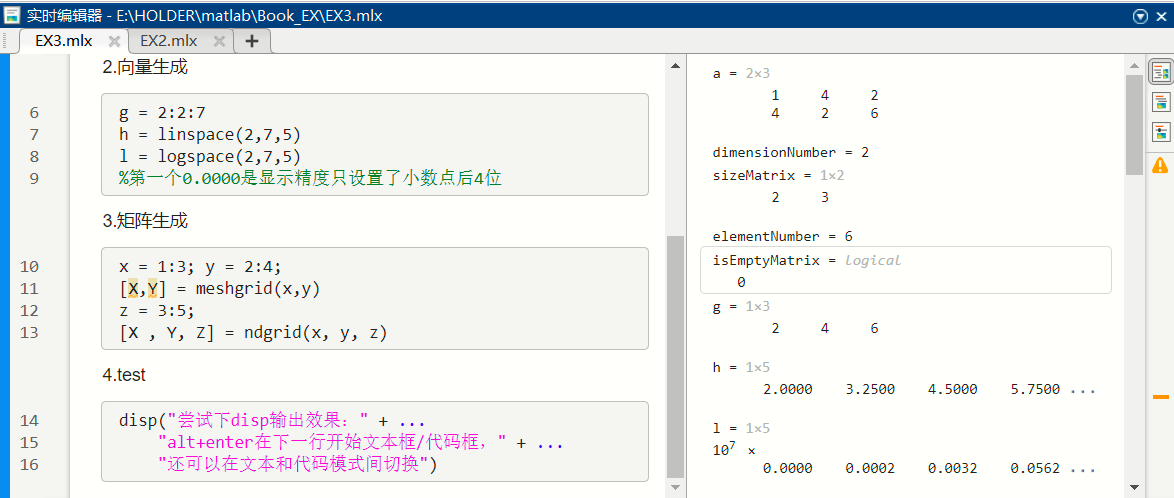 实时编辑器 - E:\HOLDER\matlab\Book_EX\EX3.mlx
EX3.mlx
EX2.mlx
2.向量生成
6 g = 2:2:7
7 h = linspace(2,7,5)
8 l = logspace(2,7,5)
9 %第一个0.0000是显示精度只设置了小数点后4位
3.矩阵生成
10 x = 1:3; y = 2:4;
11 [X,Y] = meshgrid(x,y)
12 z = 3:5;
13 [X , Y, Z] = ndgrid(x, y, z)
4.test
14 disp("尝试下disp输出效果：" + ...
15 "alt+enter在下一行开始文本框/代码框，" + ...
16 "还可以在文本和代码模式间切换")
a = 2×3
1 4 2
4 2 6
dimensionNumber = 2
sizeMatrix = 1×2
2 3
elementNumber = 6
isEmptyMatrix = logical
0
g = 1×3
2 4 6
h = 1×5
2.0000 3.2500 4.5000 5.7500 ...
l = 1×5
10⁷ ×
0.0000 0.0002 0.0032 0.0562 ...